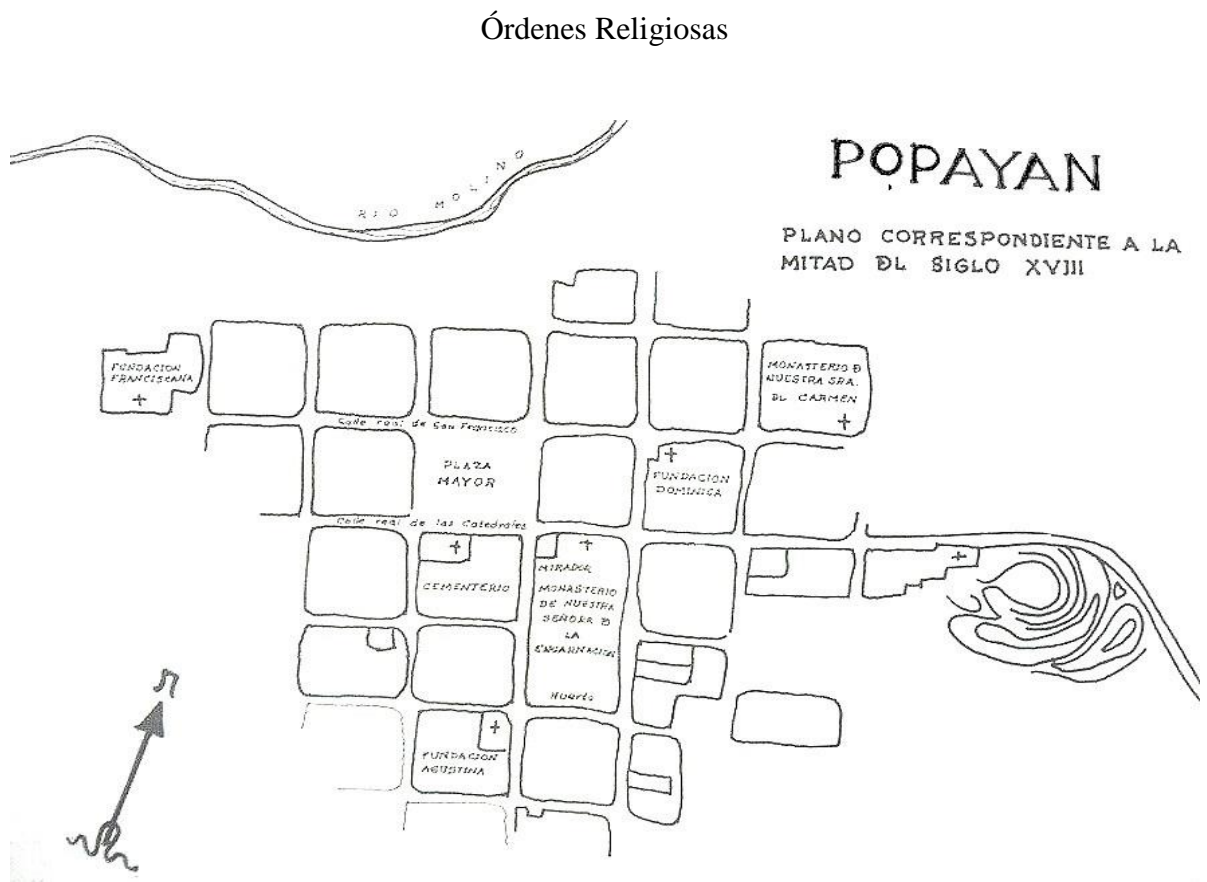 Órdenes Religiosas
POPAYAN
PLANO CORRESPONDIENTE A LA
MITAD DL SIGLO XVIII
RIO MOLINO
FUNDACION
FRANCISCANA
MONASTERIO D
NUESTRA SRA.
DL CARMEN
Calle real de San Francisco
PLAZA
MAYOR
FUNDACION
DOMINICA
Calle real de las Catedrales
CEMENTERIO
MIRADOR
MONASTERIO
DE NUESTRA
SEÑORA D
LA
ENCARNACION
Huerto
FUNDACION
AGUSTINA
N